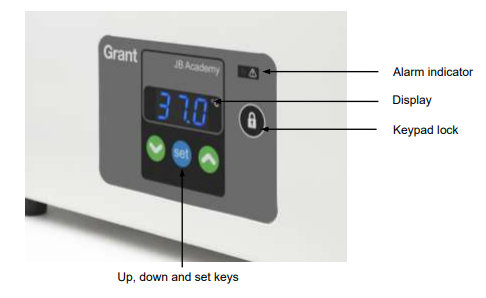 Grant
JB Academy
37.0
°C
set
Alarm indicator
Display
Keypad lock
Up, down and set keys